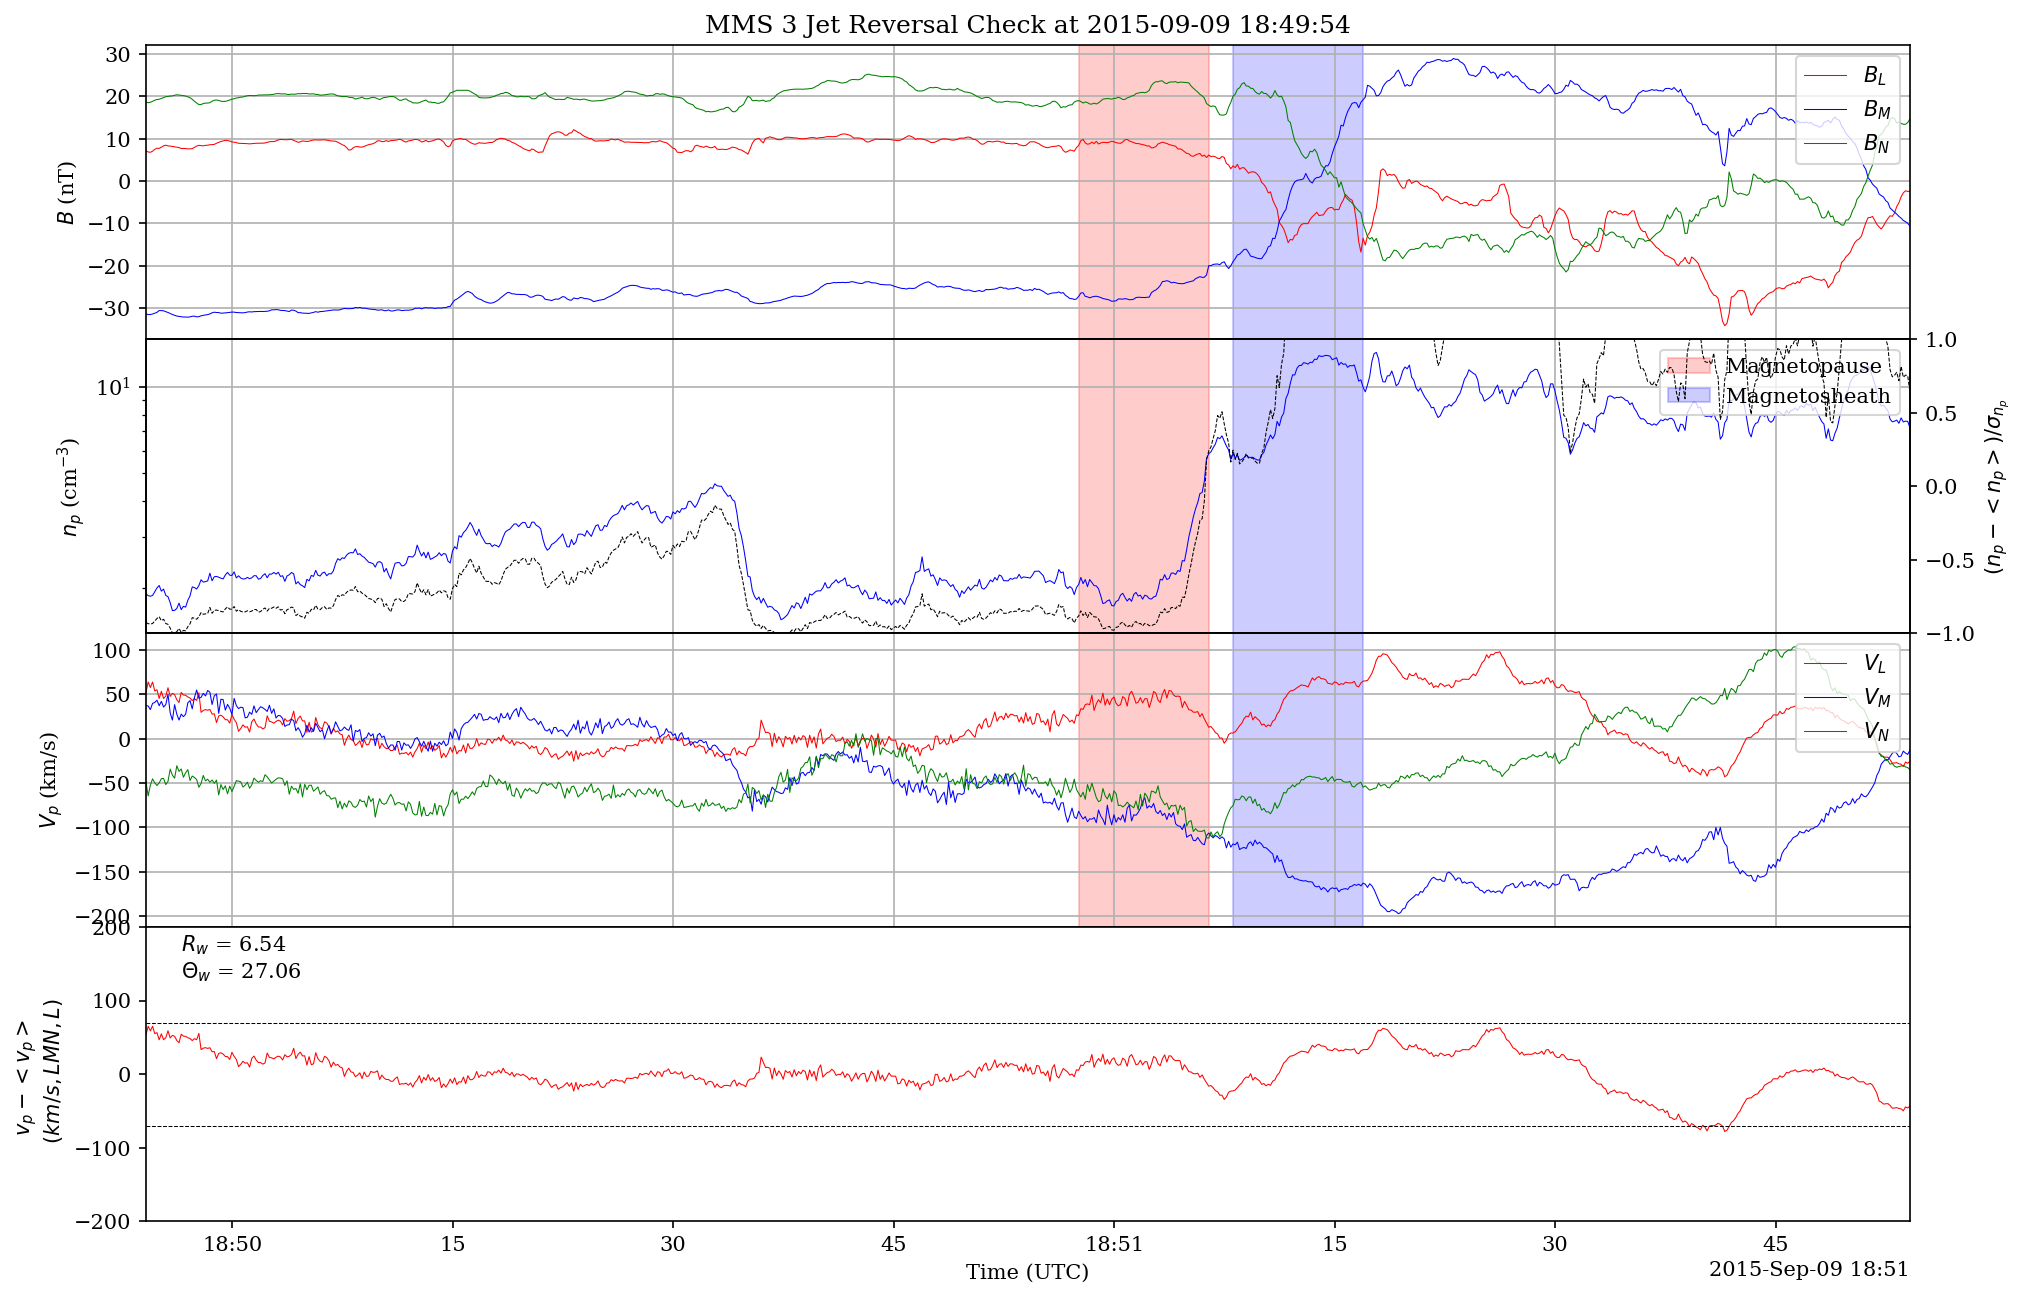 MMS 3 Jet Reversal Check at 2015-09-09 18:49:54
30
20
10
0
−10
−20
−30
B (nT)
B_L
B_M
B_N
10^1
n_p (cm^−3)
Magnetopause
Magnetosheath
1.0
0.5
0.0
−0.5
−1.0
(n_p − < n_p >)/σ_{n_p}
100
50
0
−50
−100
−150
−200
V_p (km/s)
V_L
V_M
V_N
200
100
0
−100
−200
v_p − < v_p >
(km/s, LMN, L)
R_w = 6.54
Θ_w = 27.06
18:50 15 30 45 18:51 15 30 45
Time (UTC)
2015-Sep-09 18:51